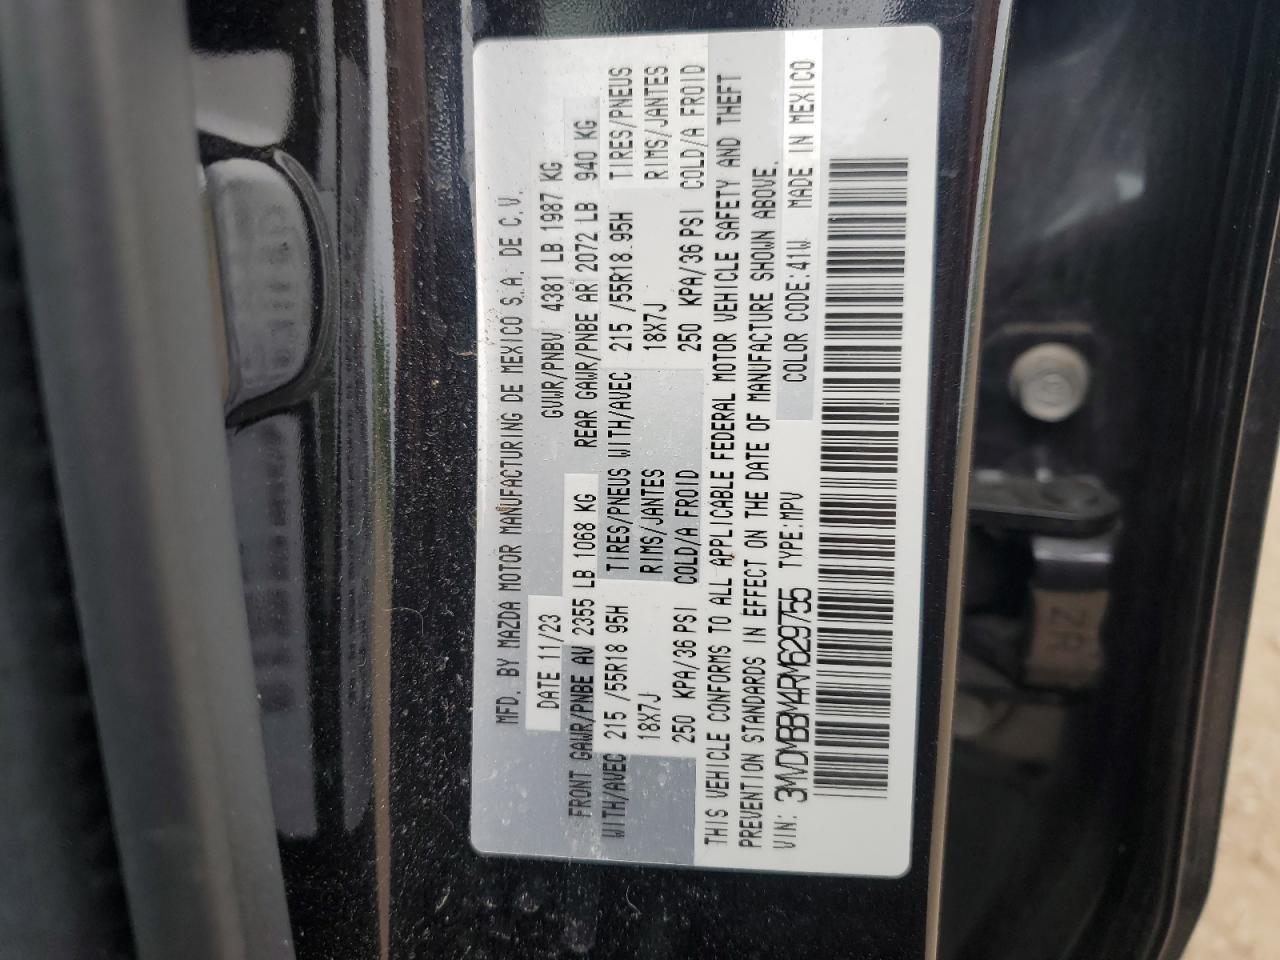 MFD. BY MAZDA MOTOR MANUFACTURING DE MEXICO S.A. DE C.V.
DATE 11/23 GVWR/PNBV 4381 LB 1987 KG
FRONT GAWR/PNBE AV 2355 LB 1068 KG REAR GAWR/PNBE AR 2072 LB 940 KG
WITH/AVEC 215 /55R18 95H TIRES/PNEUS WITH/AVEC 215 /55R18 95H TIRES/PNEUS
18X7J RIMS/JANTES 18X7J RIMS/JANTES
250 KPA/36 PSI COLD/A FROID 250 KPA/36 PSI COLD/A FROID
THIS VEHICLE CONFORMS TO ALL APPLICABLE FEDERAL MOTOR VEHICLE SAFETY AND THEFT
PREVENTION STANDARDS IN EFFECT ON THE DATE OF MANUFACTURE SHOWN ABOVE.
VIN: 3MVDMBBM4RM629755 TYPE:MPV COLOR CODE:41W MADE IN MEXICO
2R